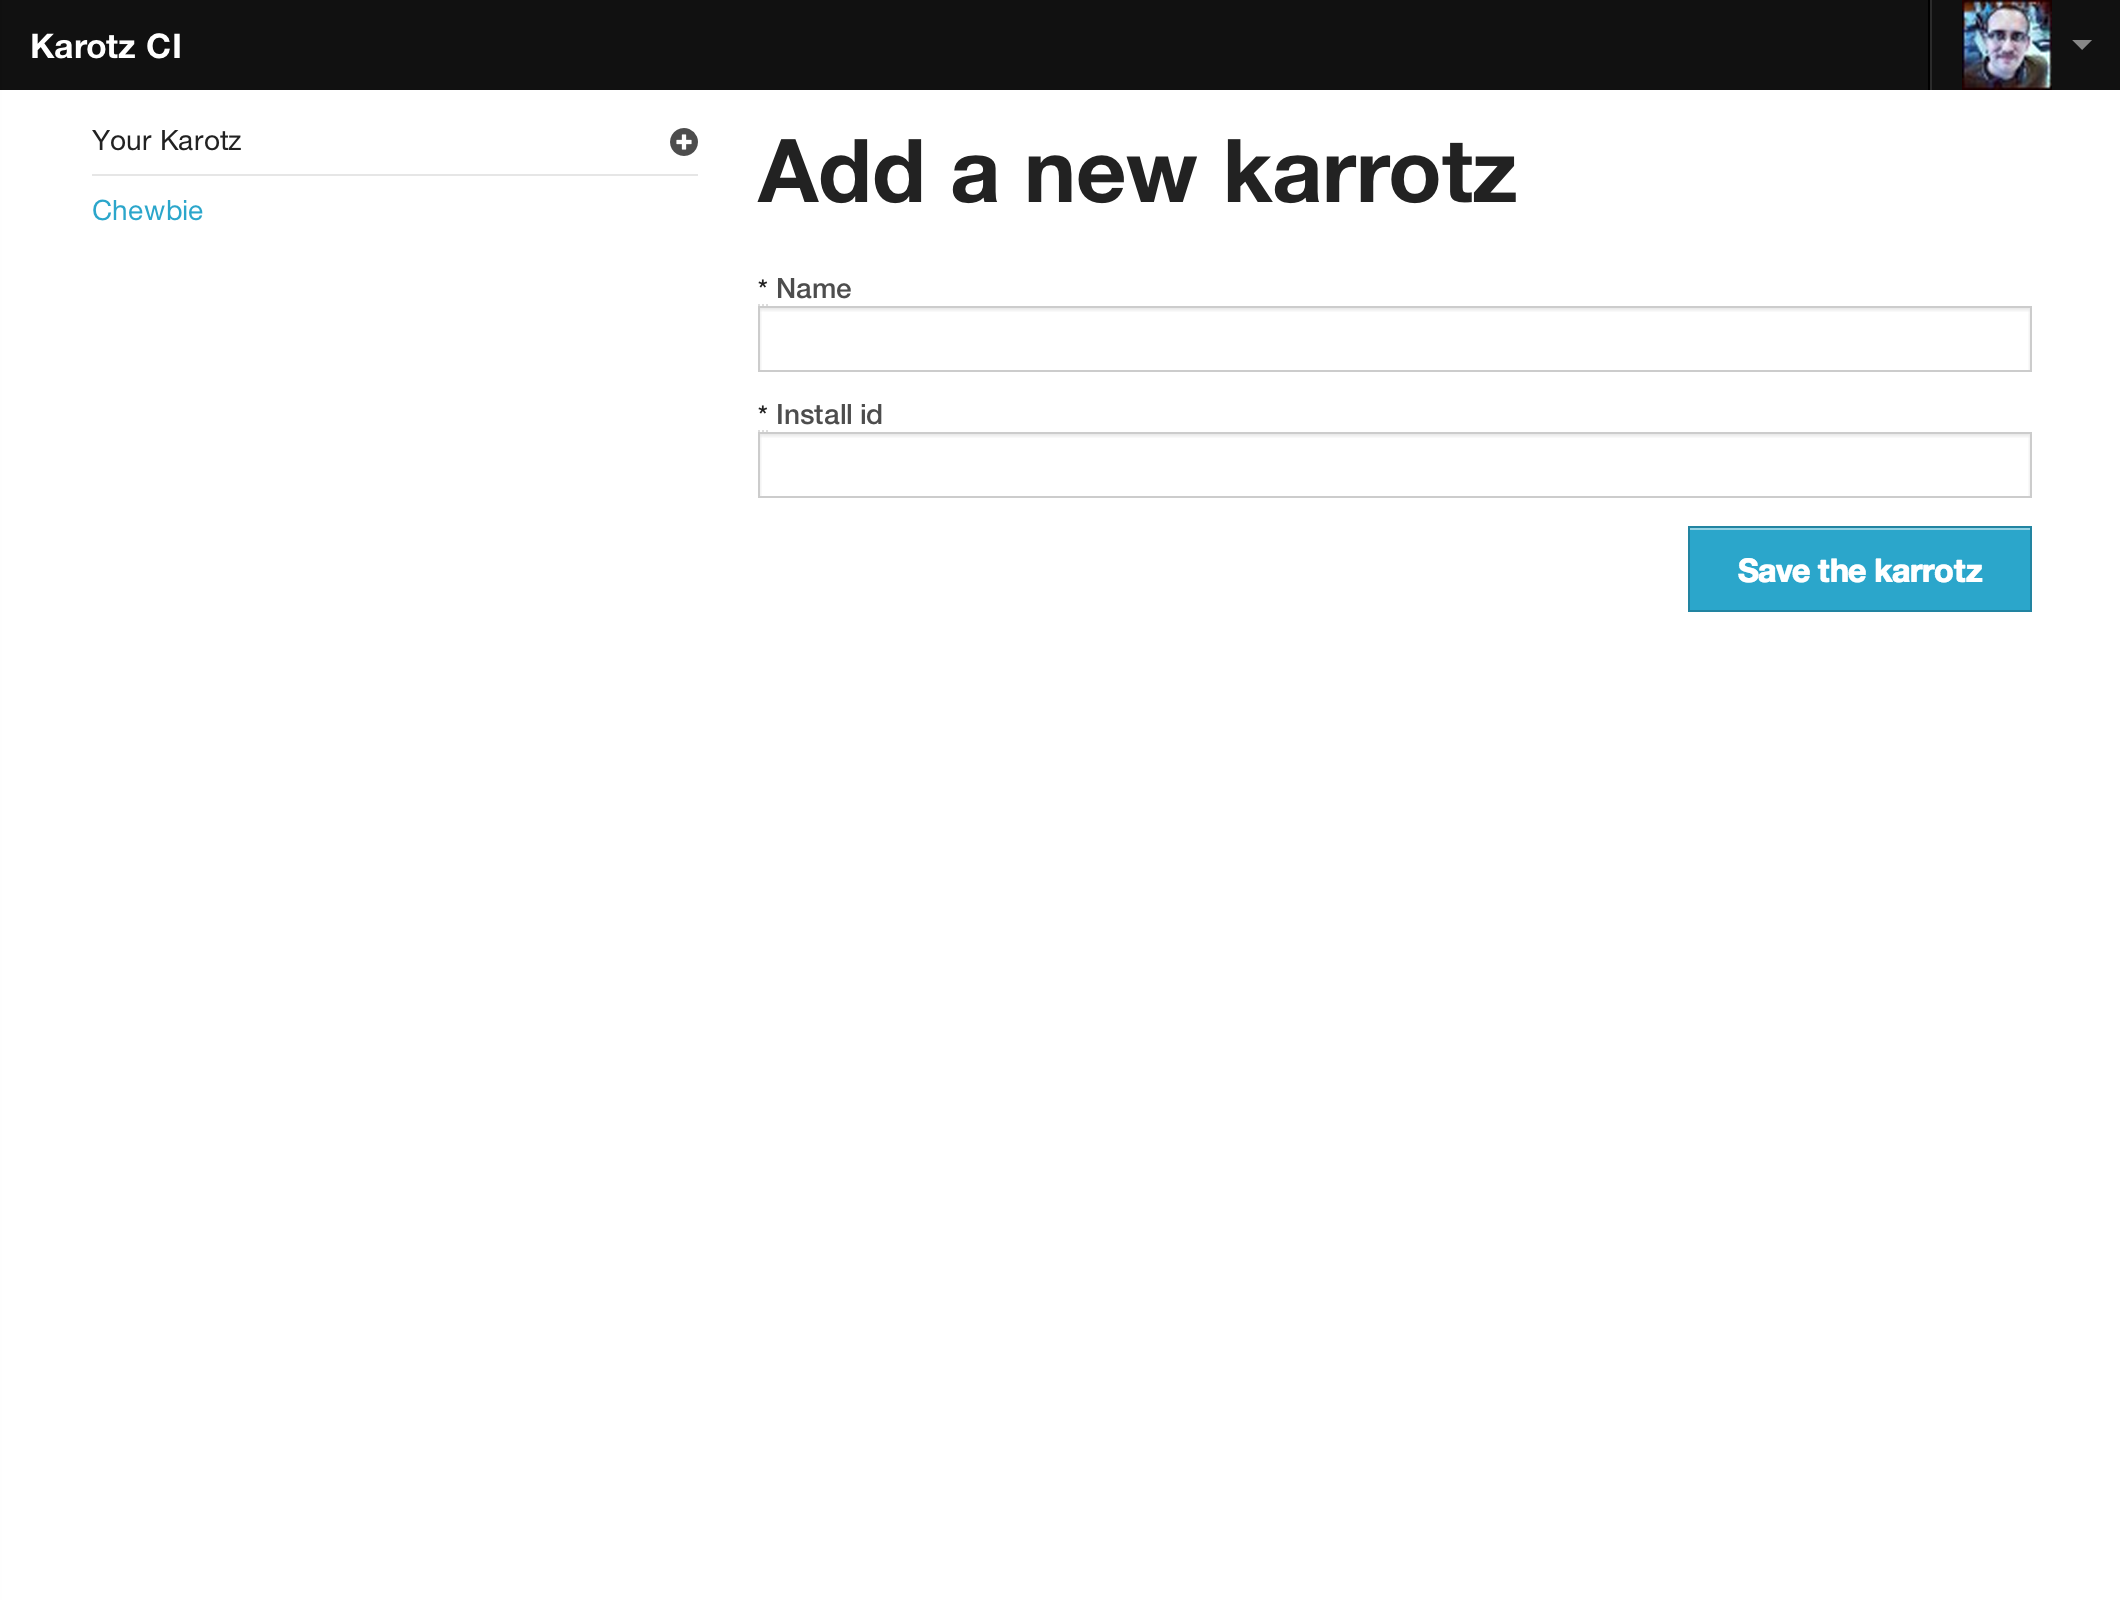 Karotz CI
Your Karotz
Chewbie
Add a new karrotz
* Name
* Install id
Save the karrotz